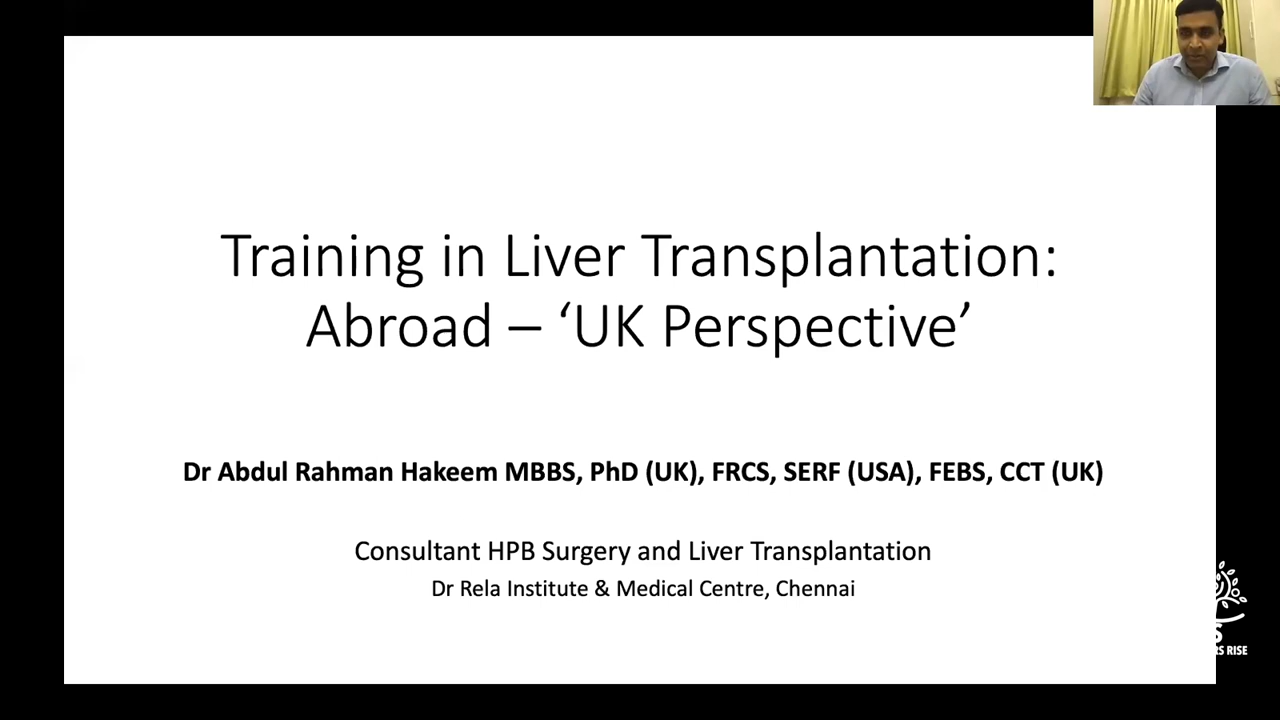 Training in Liver Transplantation:
Abroad – ‘UK Perspective’
Dr Abdul Rahman Hakeem MBBS, PhD (UK), FRCS, SERF (USA), FEBS, CCT (UK)
Consultant HPB Surgery and Liver Transplantation
Dr Rela Institute & Medical Centre, Chennai
RISE